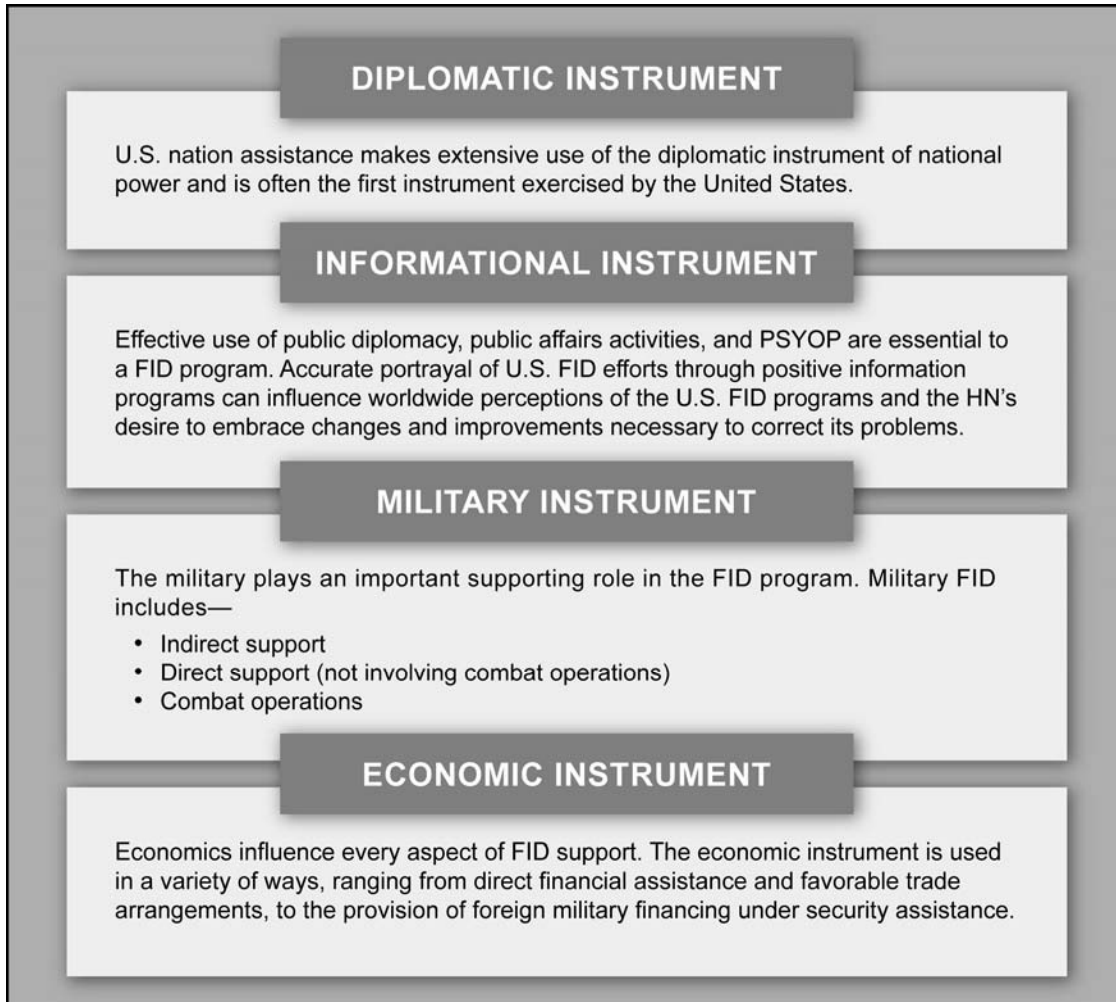 DIPLOMATIC INSTRUMENT
U.S. nation assistance makes extensive use of the diplomatic instrument of national
power and is often the first instrument exercised by the United States.
INFORMATIONAL INSTRUMENT
Effective use of public diplomacy, public affairs activities, and PSYOP are essential to
a FID program. Accurate portrayal of U.S. FID efforts through positive information
programs can influence worldwide perceptions of the U.S. FID programs and the HN's
desire to embrace changes and improvements necessary to correct its problems.
MILITARY INSTRUMENT
The military plays an important supporting role in the FID program. Military FID
includes—
• Indirect support
• Direct support (not involving combat operations)
• Combat operations
ECONOMIC INSTRUMENT
Economics influence every aspect of FID support. The economic instrument is used
in a variety of ways, ranging from direct financial assistance and favorable trade
arrangements, to the provision of foreign military financing under security assistance.